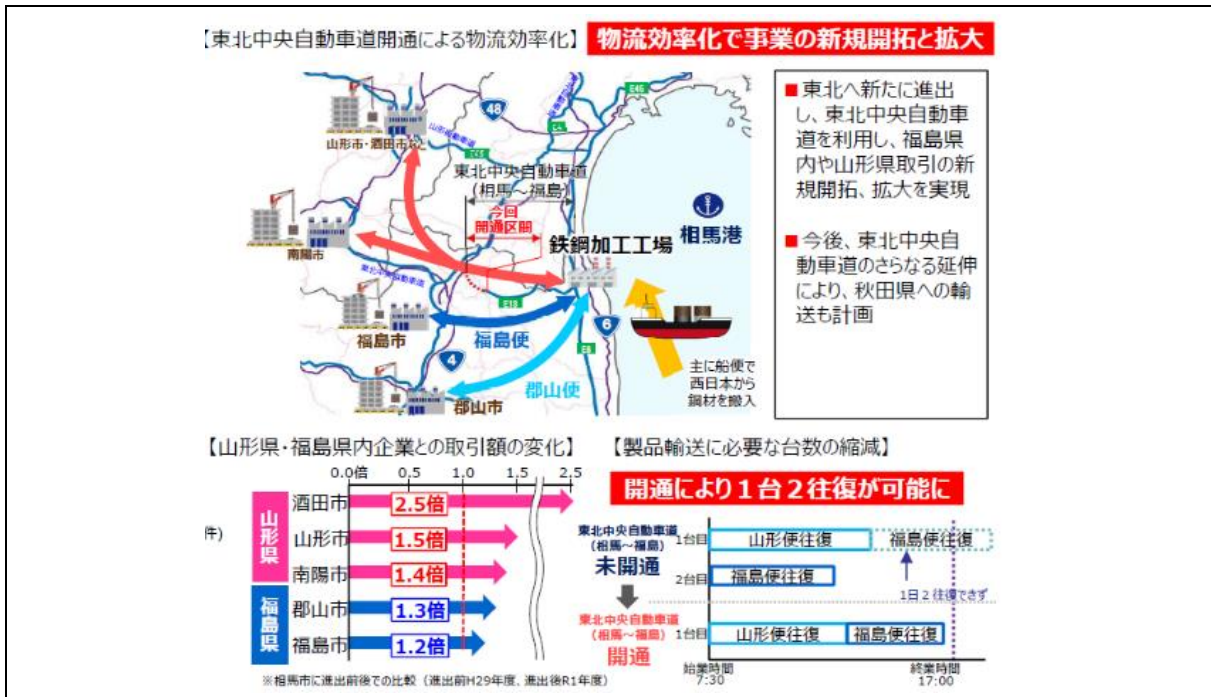 【東北中央自動車道開通による物流効率化】
物流効率化で事業の新規開拓と拡大
■東北へ新たに進出
し、東北中央自動車
道を利用し、福島県
内や山形県取引の新
規開拓、拡大を実現
■今後、東北中央自
動車道のさらなる延伸
により、秋田県への輸
送も計画
48
E46
E4
山形市・酒田市など
山形自動車道
東北中央自動車道
(相馬～福島)
今回
開通区間
鉄鋼加工工場
相馬港
南陽市
東北中央自動車道
E13
福島市
福島便
4
6
E6
郡山便
郡山市
主に船便で
西日本から
鋼材を搬入
【山形県・福島県内企業との取引額の変化】
0.0倍 0.5 1.0 1.5 2.5
山形県
酒田市 2.5倍
山形市 1.5倍
南陽市 1.4倍
福島県
郡山市 1.3倍
福島市 1.2倍
件)
※相馬市に進出前後での比較(進出前H29年度、進出後R1年度)
【製品輸送に必要な台数の縮減】
開通により1台2往復が可能に
東北中央自動車道
(相馬～福島)
未開通
1台目 山形便往復 福島便往復
2台目 福島便往復
1日2往復できず
東北中央自動車道
(相馬～福島)
開通
1台目 山形便往復 福島便往復
始業時間
7:30
終業時間
17:00